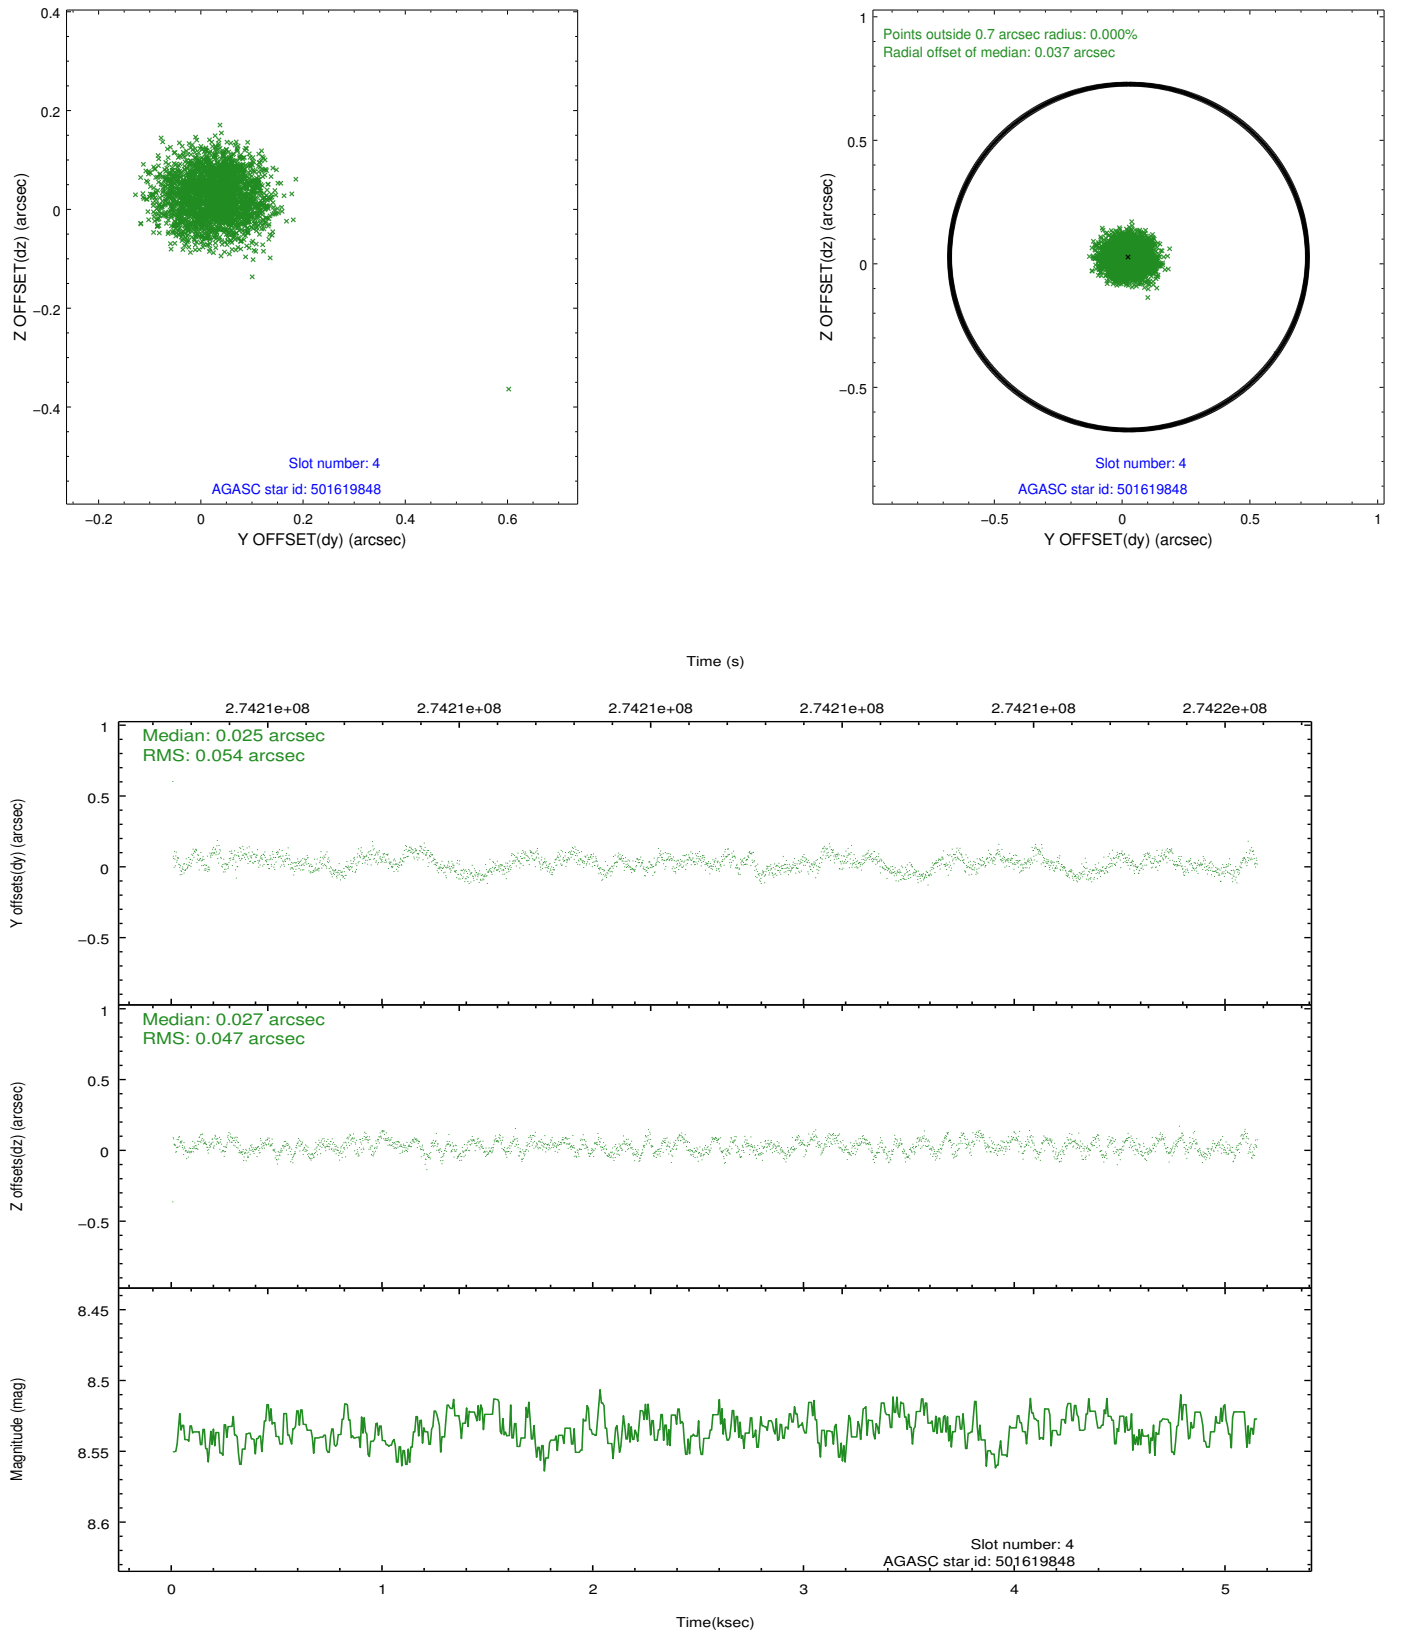 0.4
0.2
0
−0.2
−0.4
Z OFFSET(dz) (arcsec)
Slot number: 4
AGASC star id: 501619848
−0.2 0 0.2 0.4 0.6
Y OFFSET(dy) (arcsec)
Points outside 0.7 arcsec radius: 0.000%
Radial offset of median: 0.037 arcsec
1
0.5
0
−0.5
Z OFFSET(dz) (arcsec)
Slot number: 4
AGASC star id: 501619848
−0.5 0 0.5 1
Y OFFSET(dy) (arcsec)
Time (s)
2.7421e+08 2.7421e+08 2.7421e+08 2.7421e+08 2.7421e+08 2.7422e+08
Median: 0.025 arcsec
RMS: 0.054 arcsec
1
0.5
0
−0.5
Y offsets(dy) (arcsec)
Median: 0.027 arcsec
RMS: 0.047 arcsec
1
0.5
0
−0.5
Z offsets(dz) (arcsec)
8.45
8.5
8.55
8.6
Magnitude (mag)
Slot number: 4
AGASC star id: 501619848
0 1 2 3 4 5
Time(ksec)